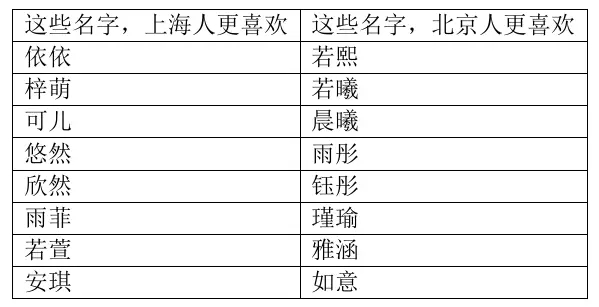 这些名字，上海人更喜欢 这些名字，北京人更喜欢
依依 若熙
梓萌 若曦
可儿 晨曦
悠然 雨彤
欣然 钰彤
雨菲 瑾瑜
若萱 雅涵
安琪 如意